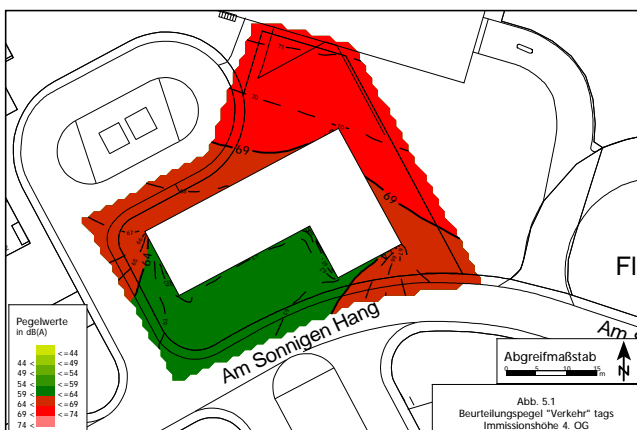 69
69
64
Fl
Am Sonnigen Hang
Am s
Pegelwerte
in dB(A)
<=44
44 < <=49
49 < <=54
54 < <=59
59 < <=64
64 < <=69
69 < <=74
74 <
Abgreifmaßstab
0 5 10 15
m
N
Abb. 5.1
Beurteilungspegel "Verkehr" tags
Immissionshöhe 4. OG